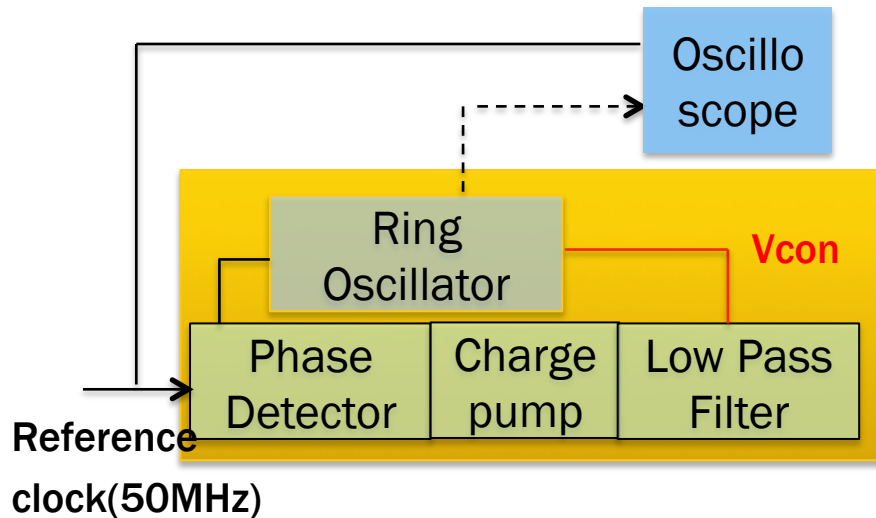 Oscillo
scope
Ring
Oscillator
Vcon
Phase
Detector
Charge
pump
Low Pass
Filter
Reference
clock(50MHz)